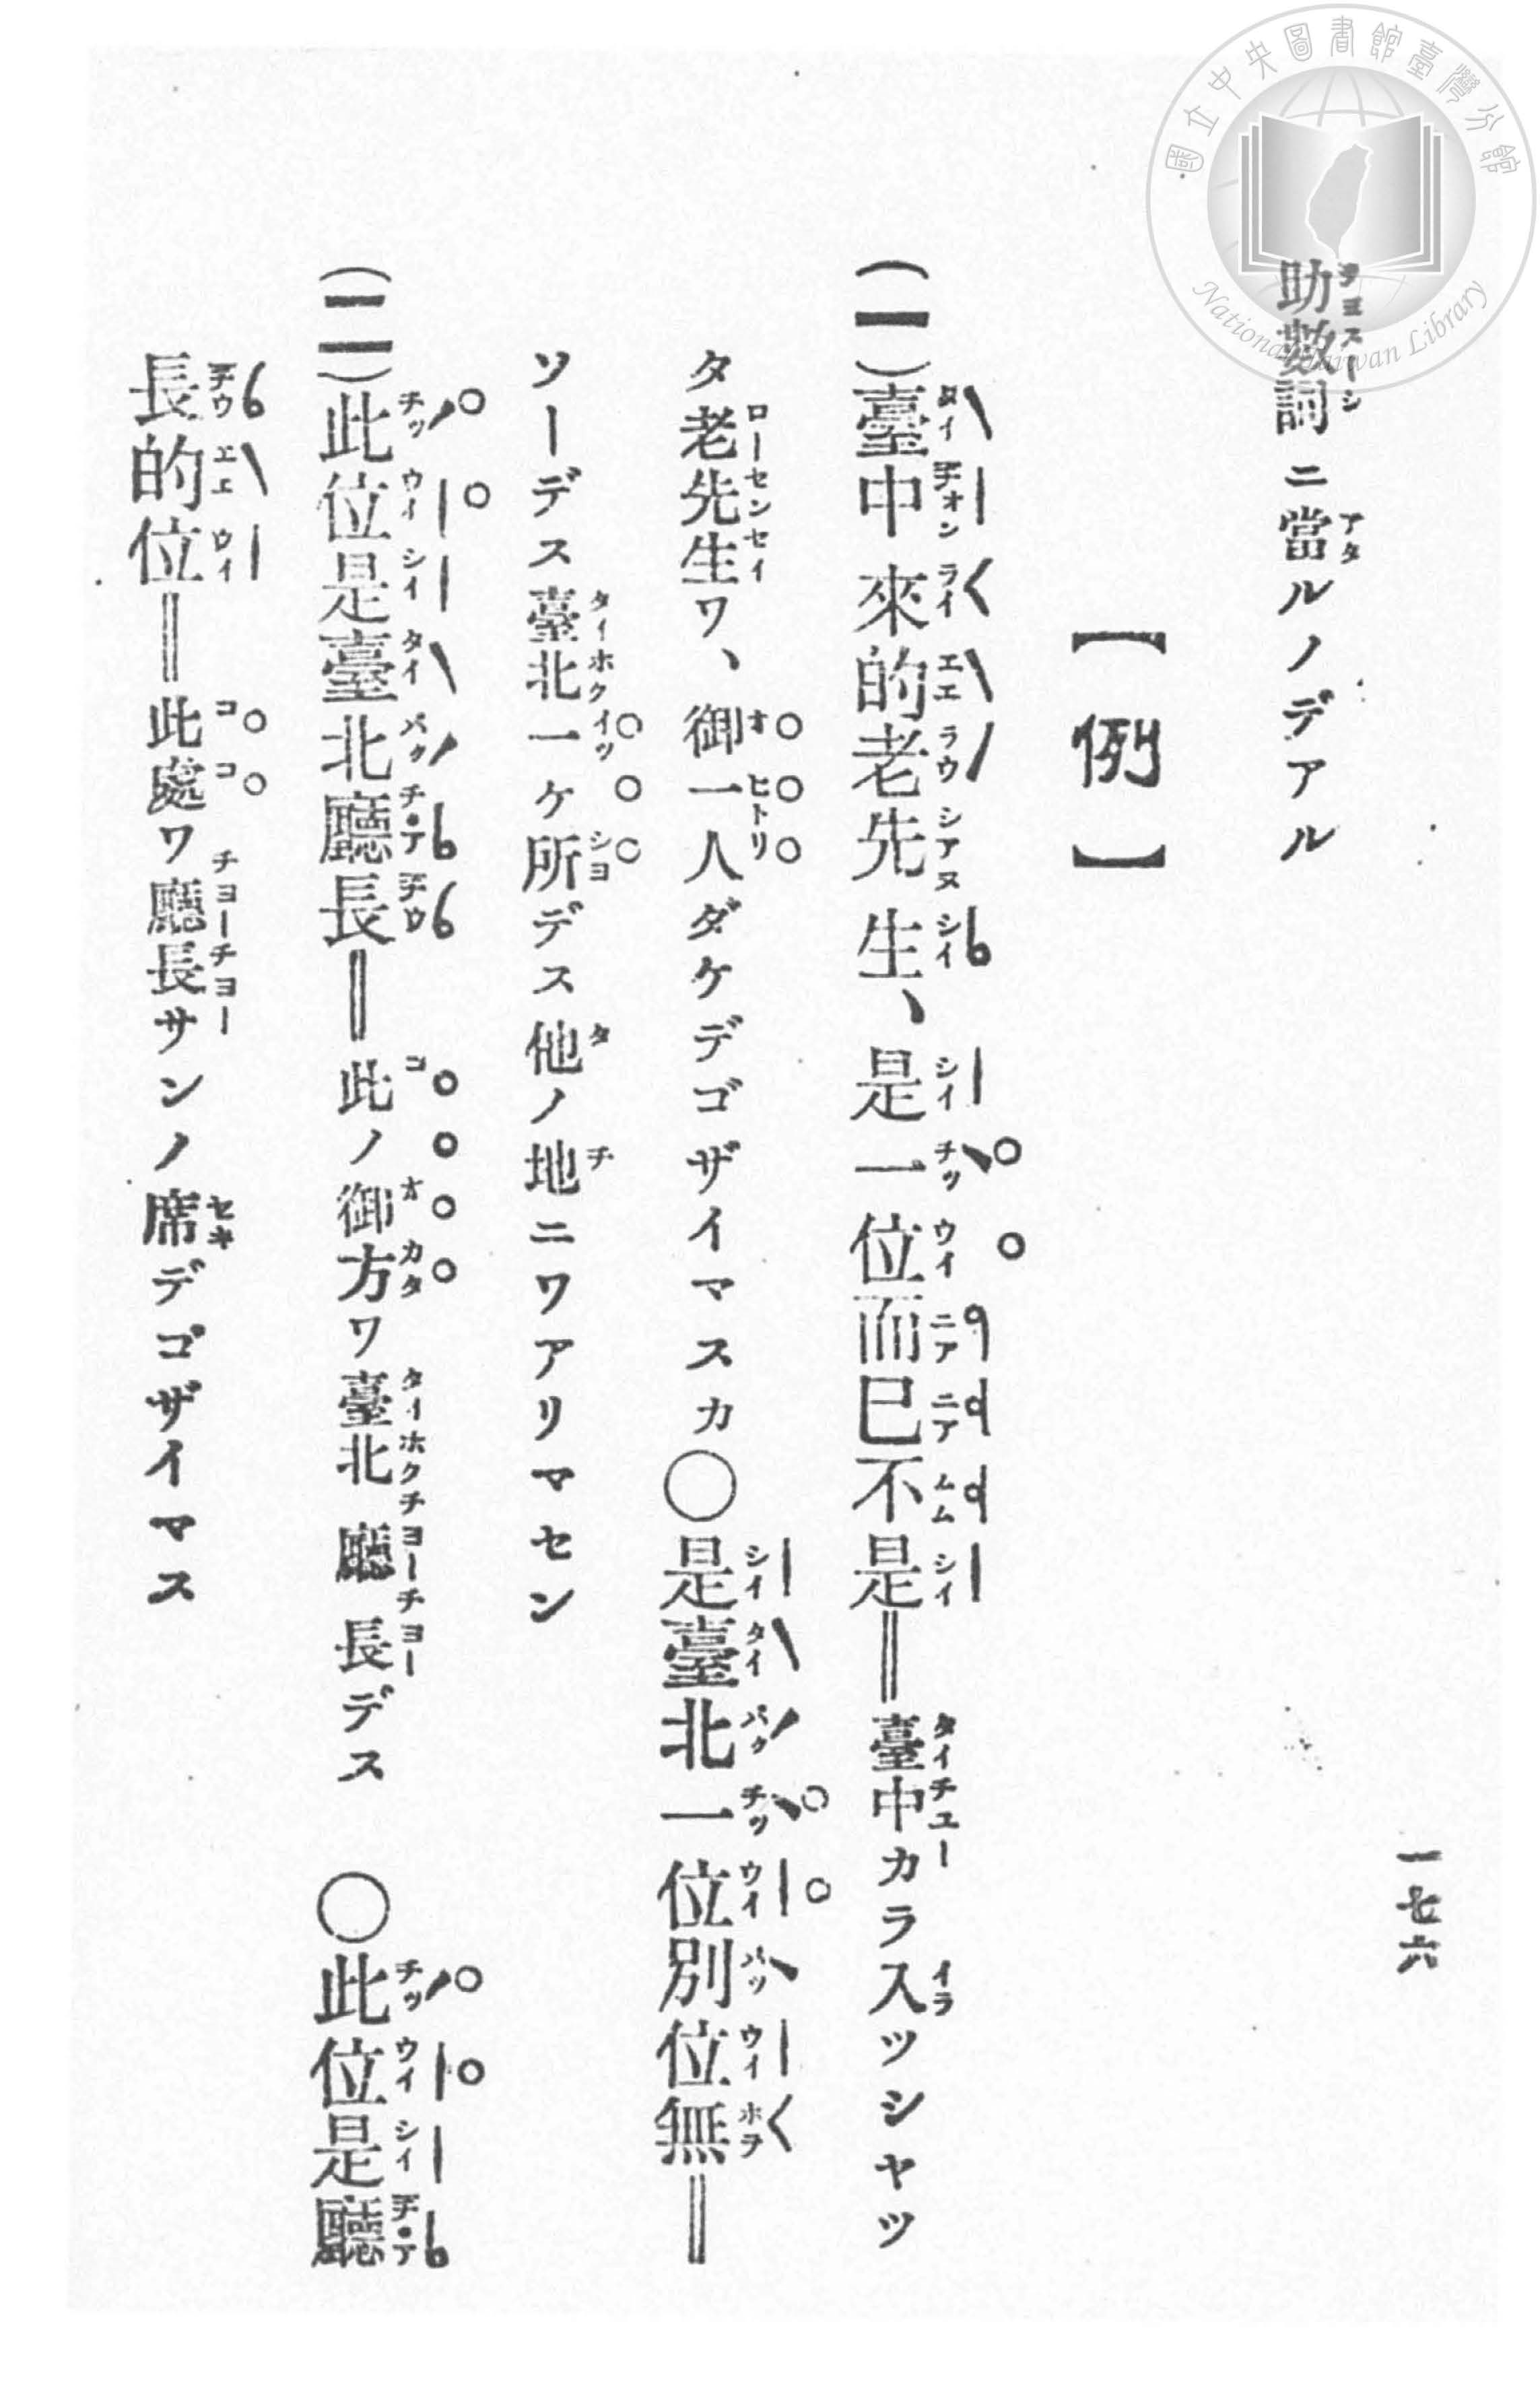 國立中央圖書館臺灣分館
National Taiwan Library
一七六
助數詞ニ當ルノデアル
【例】
(一)臺中來的老先生、是一位而巳不是‖臺中カラ入ツシヤツ
タ老先生ワ、御一人ダケデゴザイマスカ◯是臺北一位別位無‖
ソーデス臺北一ケ所デス他ノ地ニワアリマセン
(二)此位是臺北廳長‖此ノ御方ワ臺北廳長デス ◯此位是廳
長的位‖此處ワ廳長サンノ席デゴザイマス